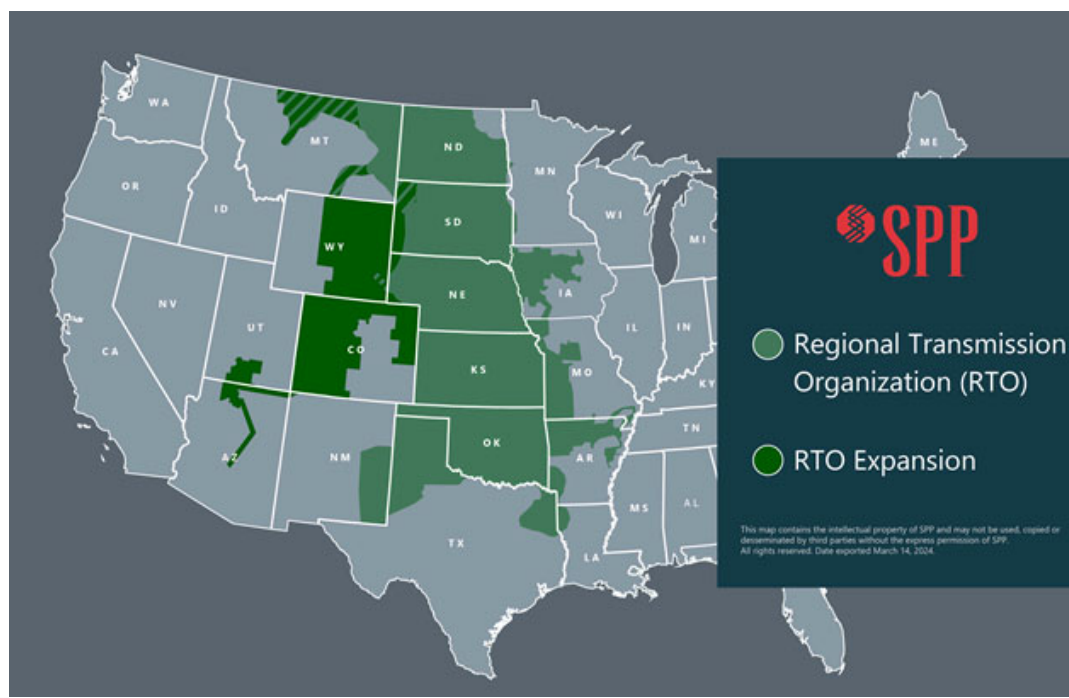 WA
MT
ND
MN
ME
OR
ID
SD
WI
MI
WY
NE
IA
NV
UT
CO
IL
IN
CA
KS
MO
KY
AZ
NM
OK
AR
TN
TX
LA
MS
AL
SPP
Regional Transmission
Organization (RTO)
RTO Expansion
This map contains the intellectual property of SPP and may not be used, copied or
desseminated by third parties without the express permission of SPP.
All rights reserved. Date exported March 14, 2024.